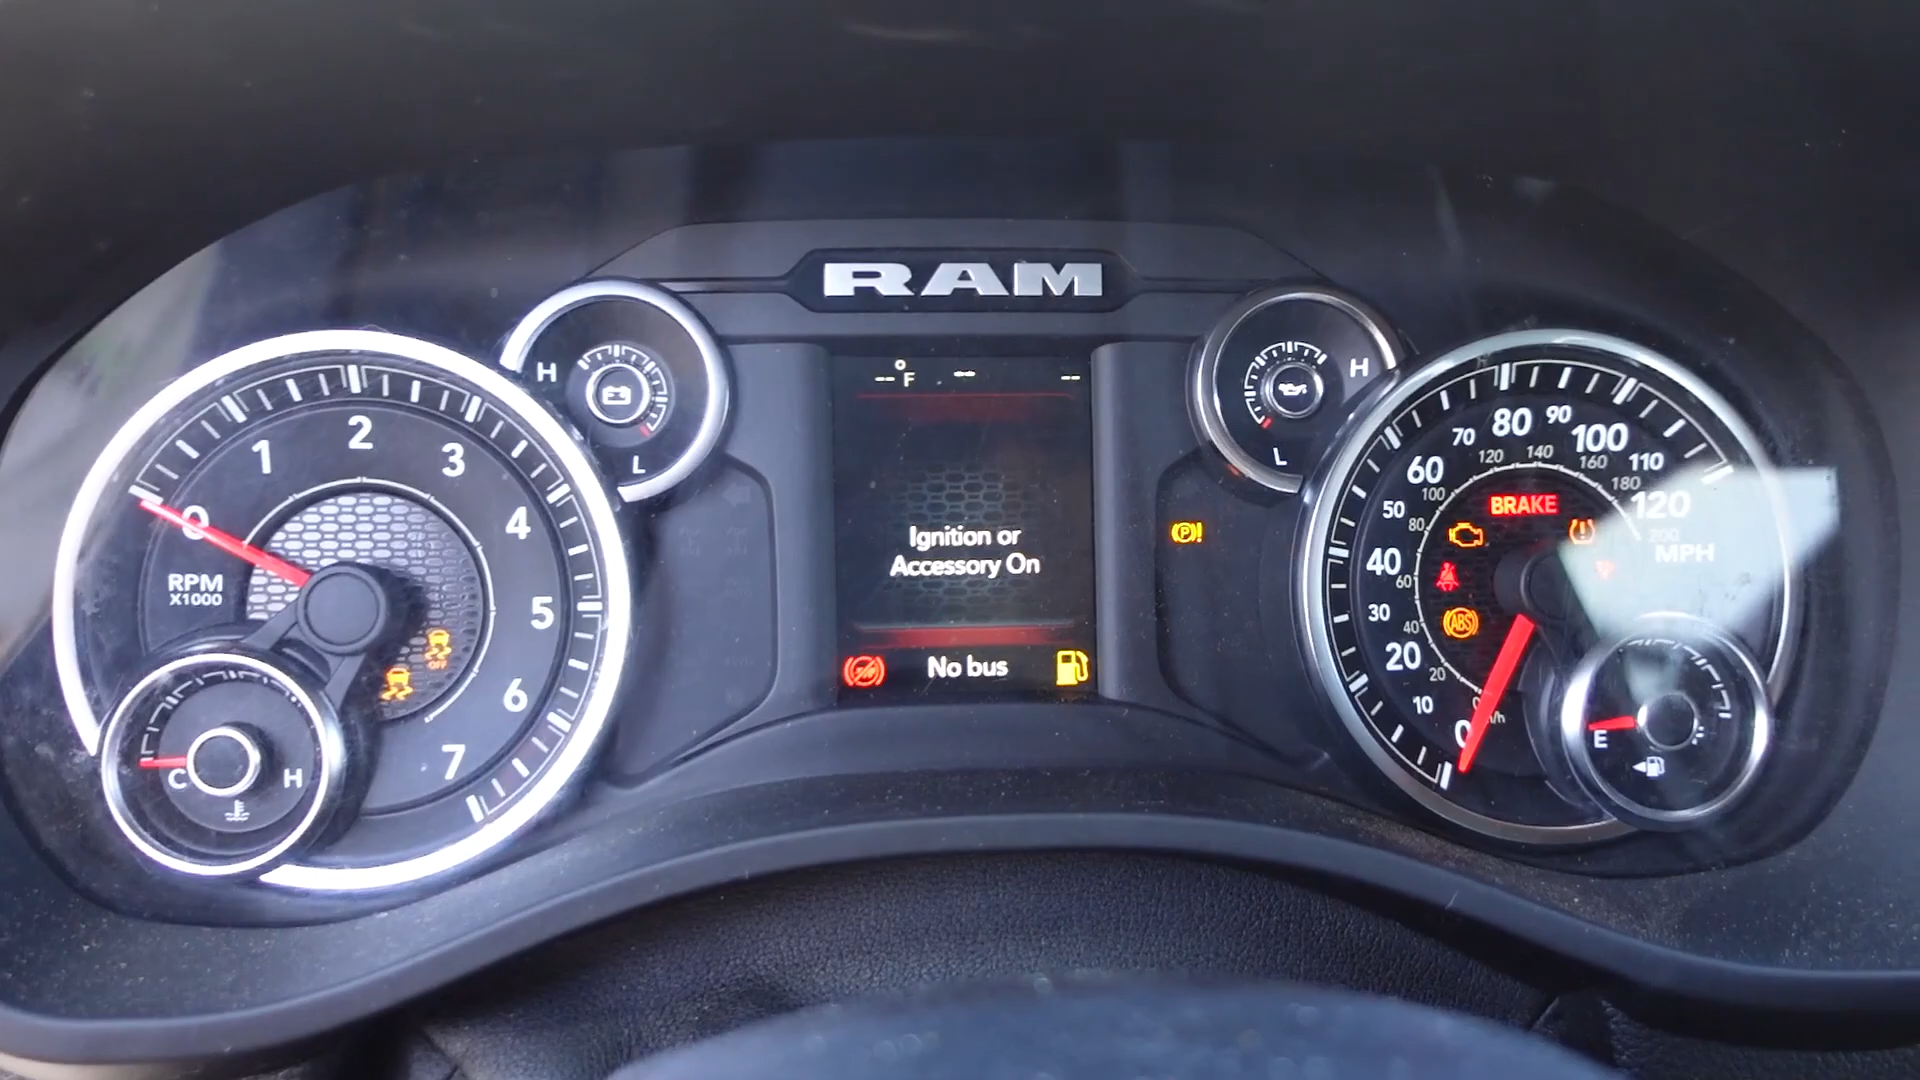 RAM
H
L
H
L
--°F -- --
Ignition or
Accessory On
No bus
0 1 2 3 4 5 6 7
RPM
X1000
OFF
C H
BRAKE
ABS
P
0 10 20 30 40 50 60 70 80 90 100 110 120
MPH
20 40 60 80 100 120 140 160 180 200
E